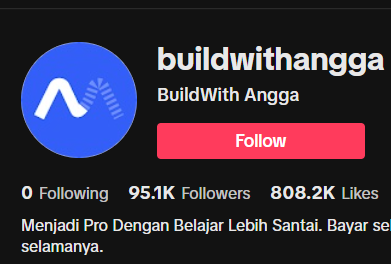 buildwithangga
BuildWith Angga
Follow
0 Following 95.1K Followers 808.2K Likes
Menjadi Pro Dengan Belajar Lebih Santai. Bayar
selamanya.